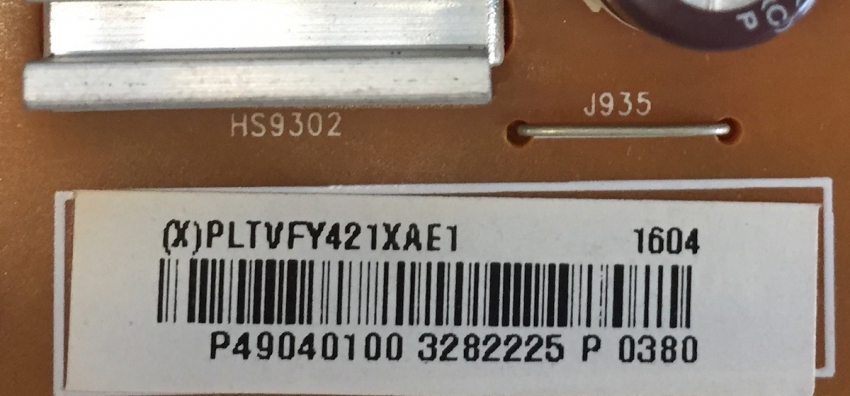 P
HS9302
J935
(X)PLTVFY421XAE1 1604
P49040100 3282225 P 0380